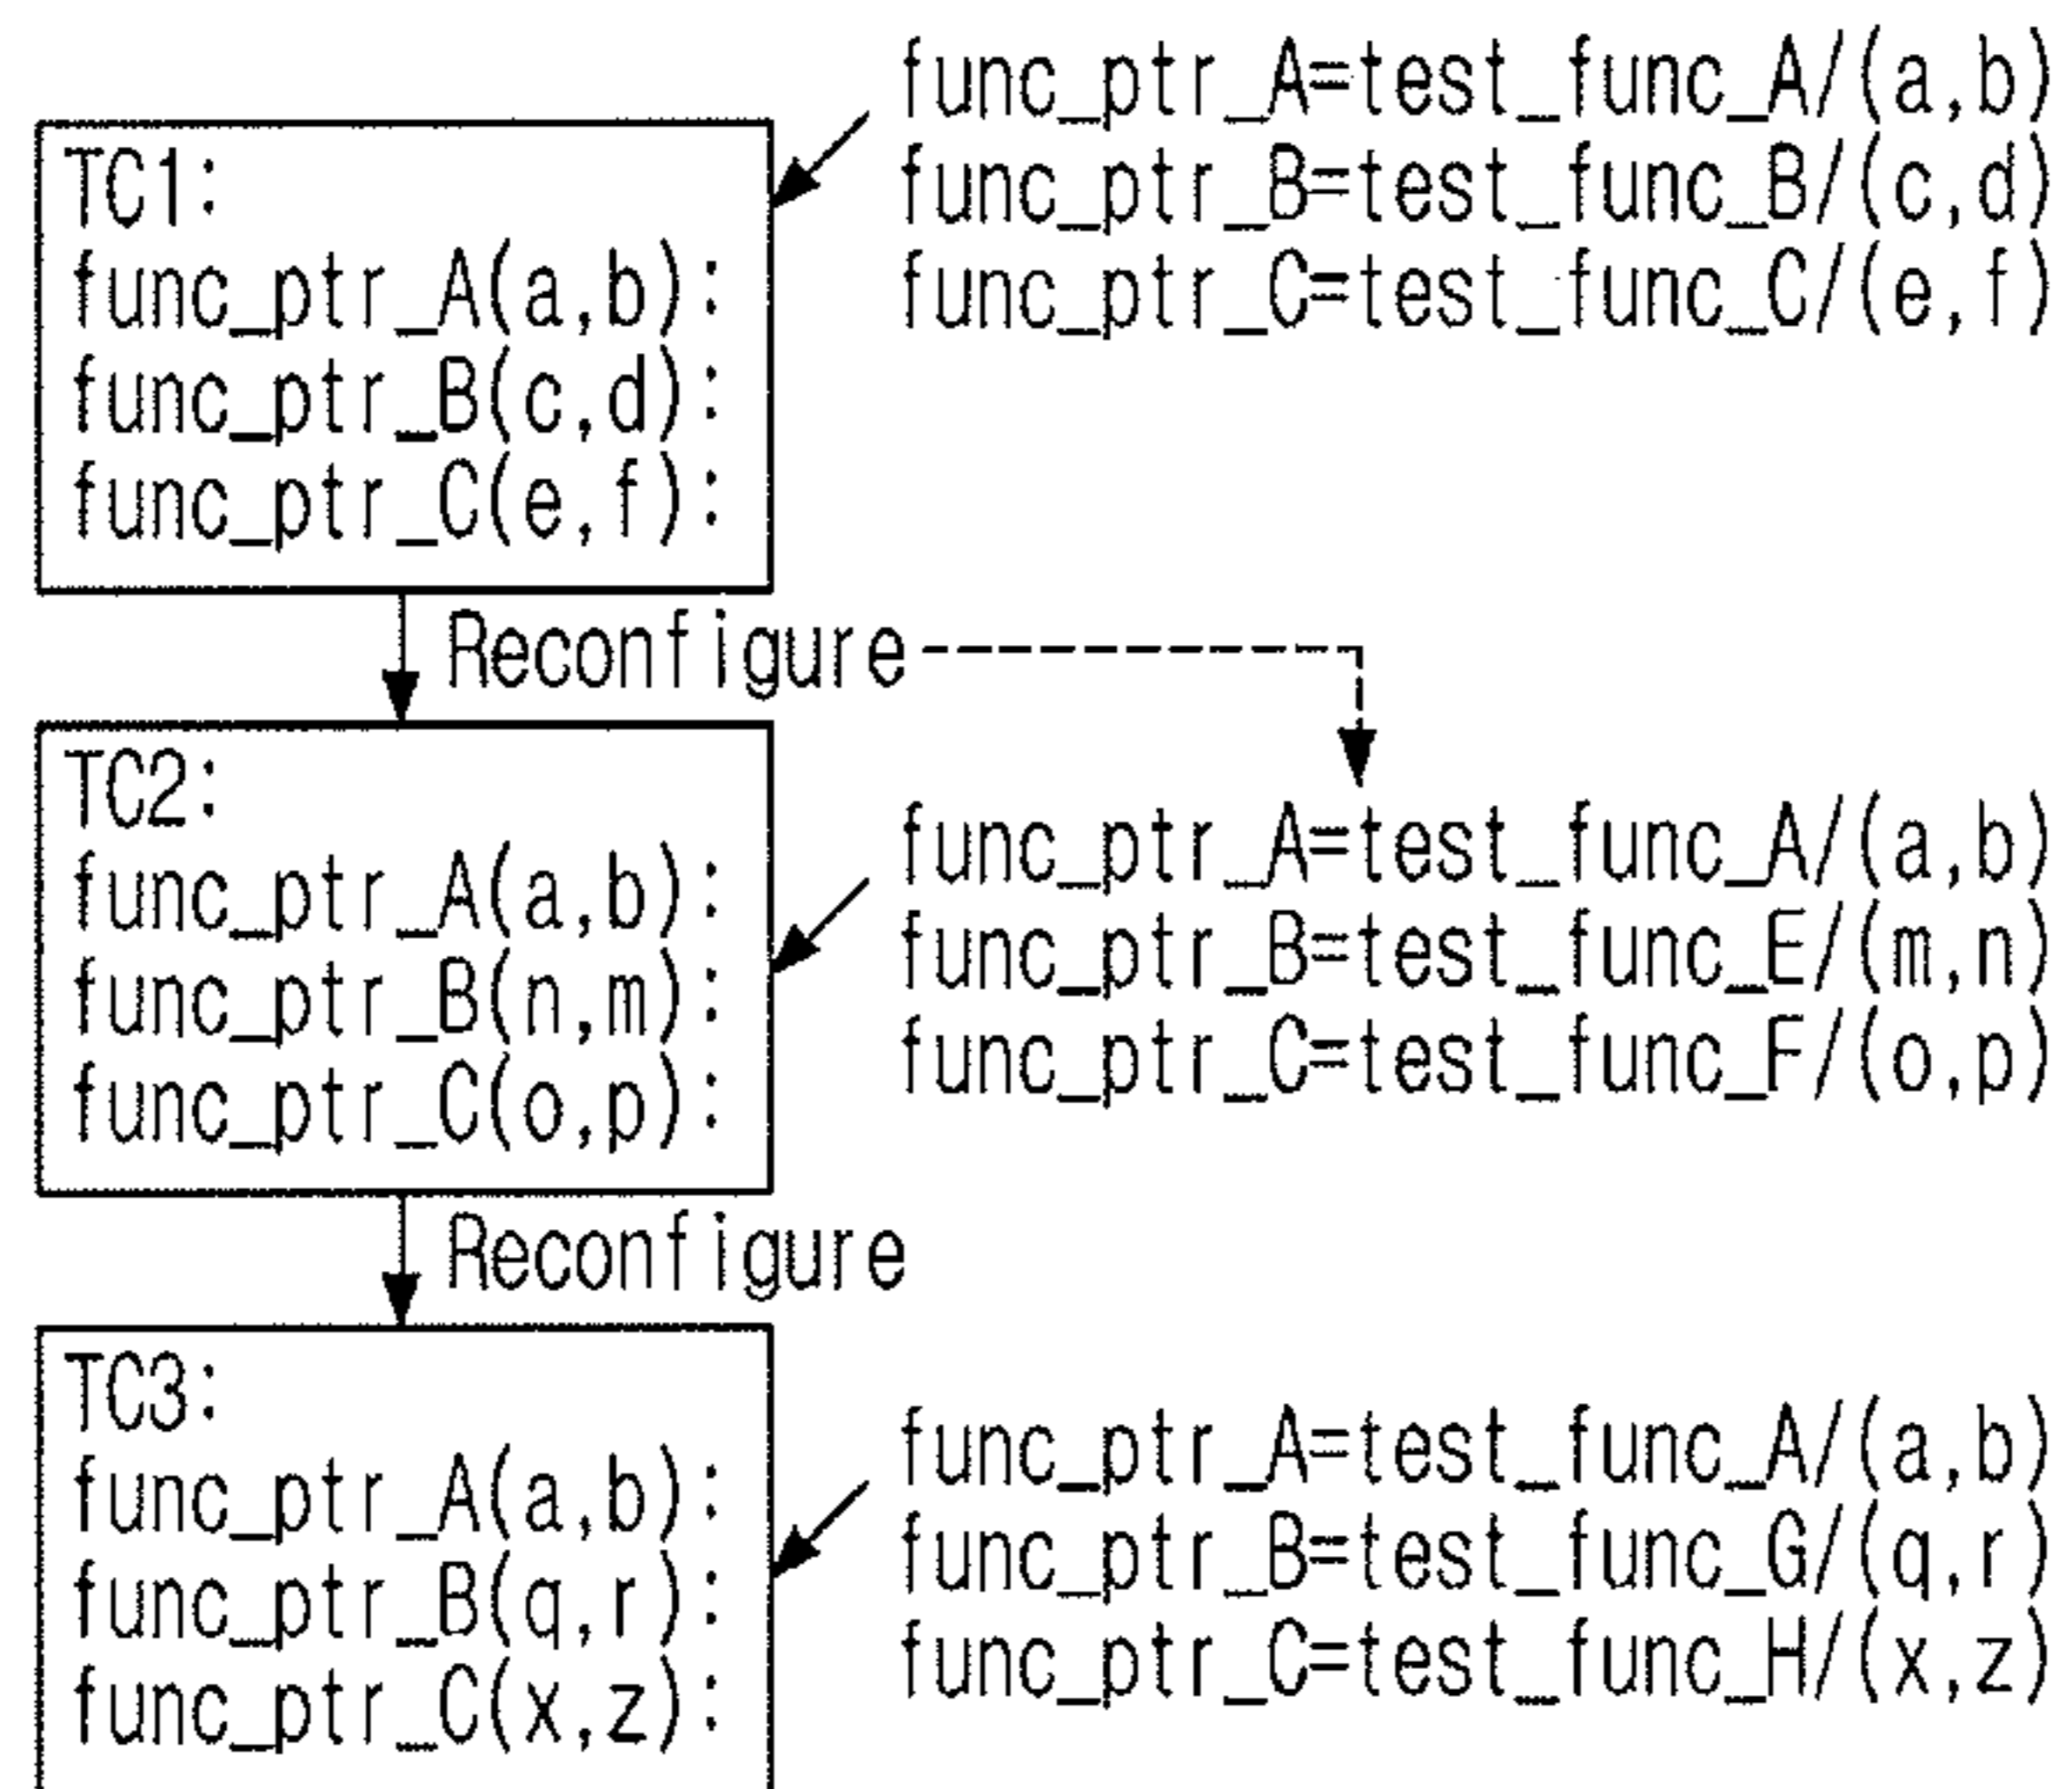 func_ptr_A=test_func_A/(a,b)
func_ptr_B=test_func_B/(c,d)
func_ptr_C=test_func_C/(e,f)
TC1:
func_ptr_A(a,b):
func_ptr_B(c,d):
func_ptr_C(e,f):
Reconfigure
TC2:
func_ptr_A(a,b):
func_ptr_B(n,m):
func_ptr_C(o,p):
func_ptr_A=test_func_A/(a,b)
func_ptr_B=test_func_E/(m,n)
func_ptr_C=test_func_F/(o,p)
Reconfigure
TC3:
func_ptr_A(a,b):
func_ptr_B(q,r):
func_ptr_C(x,z):
func_ptr_A=test_func_A/(a,b)
func_ptr_B=test_func_G/(q,r)
func_ptr_C=test_func_H/(x,z)